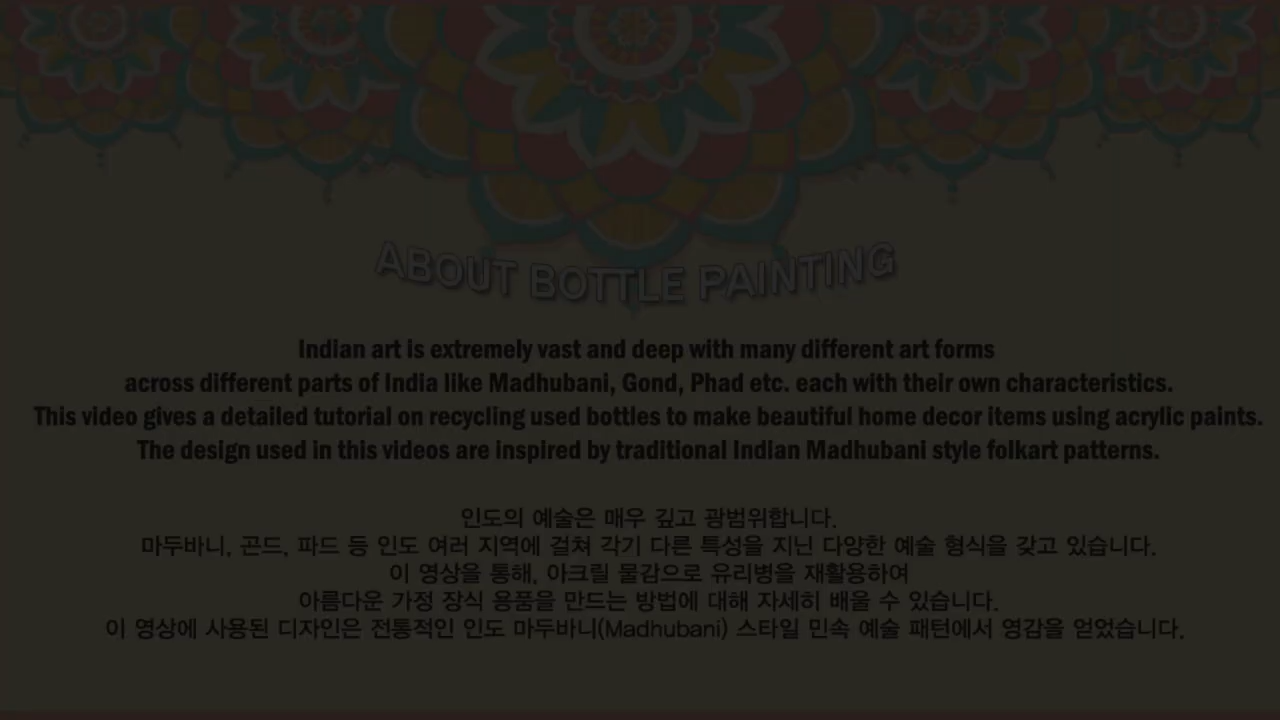 ABOUT BOTTLE PAINTING
Indian art is extremely vast and deep with many different art forms
across different parts of India like Madhubani, Gond, Phad etc. each with their own characteristics.
This video gives a detailed tutorial on recycling used bottles to make beautiful home decor items using acrylic paints.
The design used in this videos are inspired by traditional Indian Madhubani style folkart patterns.
인도의 예술은 매우 깊고 광범위합니다.
마두바니, 곤드, 파드 등 인도 여러 지역에 걸쳐 각기 다른 특성을 지닌 다양한 예술 형식을 갖고 있습니다.
이 영상을 통해, 아크릴 물감으로 유리병을 재활용하여
아름다운 가정 장식 용품을 만드는 방법에 대해 자세히 배울 수 있습니다.
이 영상에 사용된 디자인은 전통적인 인도 마두바니(Madhubani) 스타일 민속 예술 패턴에서 영감을 얻었습니다.